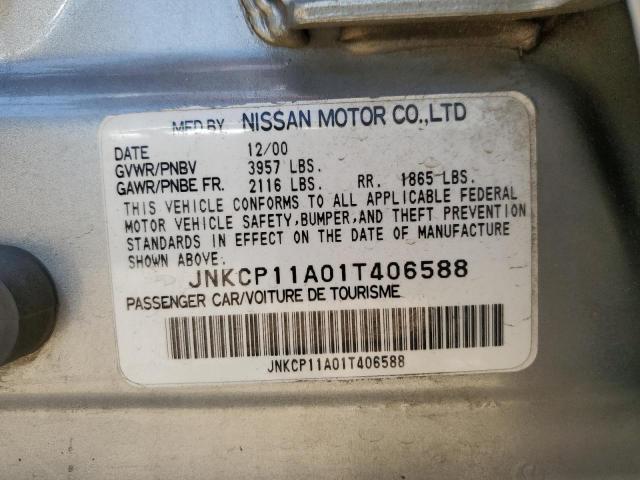 MFD BY NISSAN MOTOR CO.,LTD
DATE 12/00
GVWR/PNBV 3957 LBS.
GAWR/PNBE FR. 2116 LBS. RR. 1865 LBS.
THIS VEHICLE CONFORMS TO ALL APPLICABLE FEDERAL
MOTOR VEHICLE SAFETY,BUMPER,AND THEFT PREVENTION
STANDARDS IN EFFECT ON THE DATE OF MANUFACTURE
SHOWN ABOVE.
JNKCP11A01T406588
PASSENGER CAR/VOITURE DE TOURISME
JNKCP11A01T406588